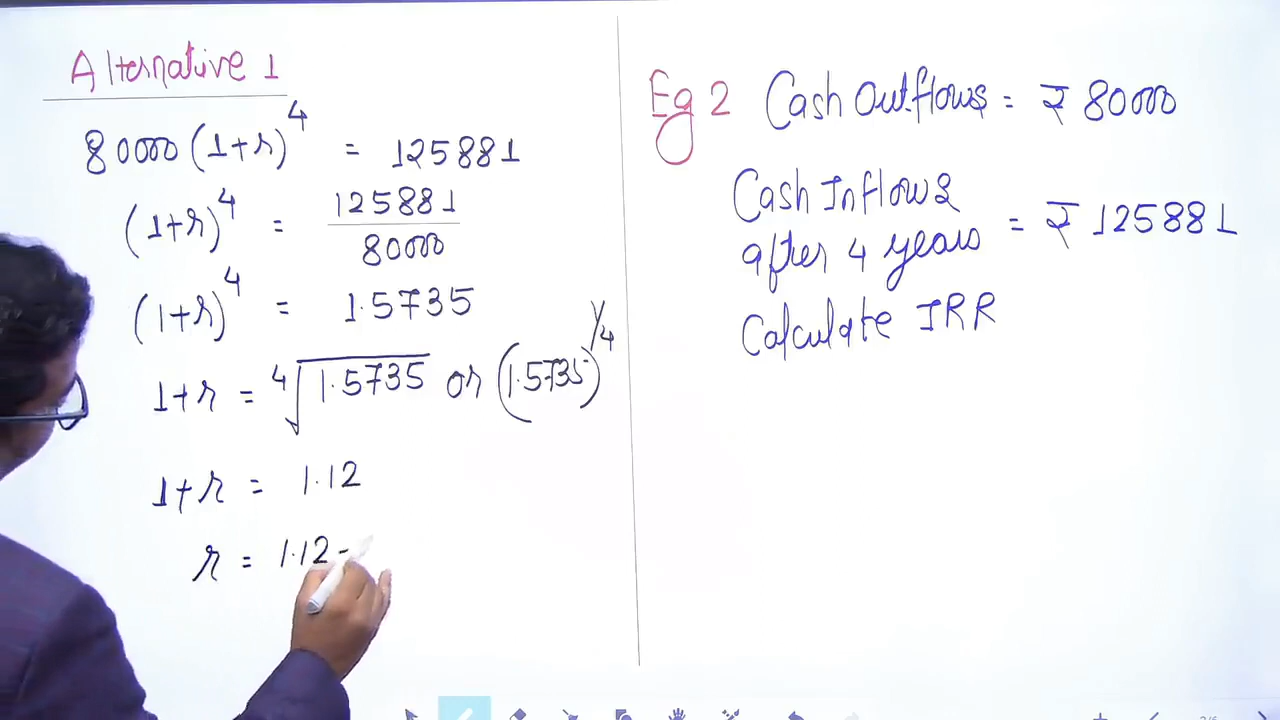 Alternative 1
80000 (1+r)^4 = 125881
(1+r)^4 = 125881 / 80000
(1+r)^4 = 1.5735
1+r = ⁴√1.5735 or (1.5735)^1/4
1+r = 1.12
r = 1.12 -
Eg 2 Cash Outflows = ₹ 80000
Cash Inflows
after 4 years = ₹ 125881
Calculate IRR